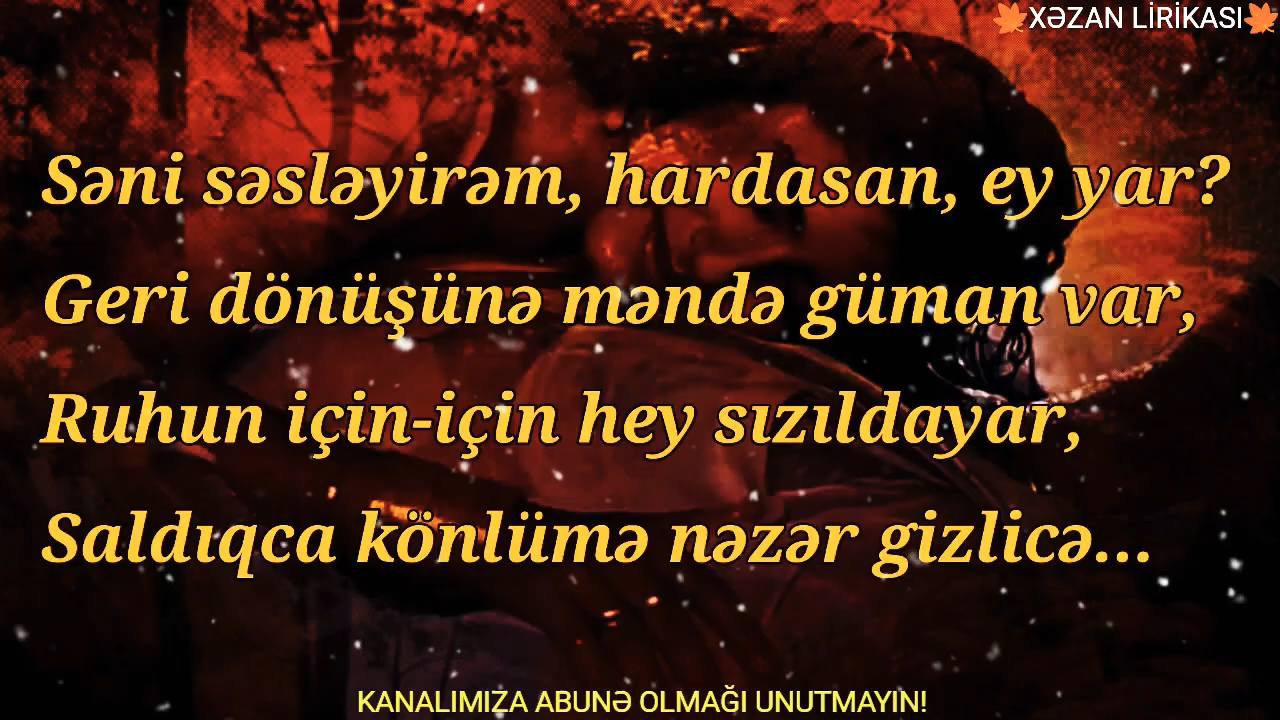 🍁XƏZAN LİRİKASI🍁
Səni səsləyirəm, hardasan, ey yar?
Geri dönüşünə məndə güman var,
Ruhun için-için hey sızıldayar,
Saldıqca könlümə nəzər gizlicə...
KANALIMIZA ABUNƏ OLMAĞI UNUTMAYIN!